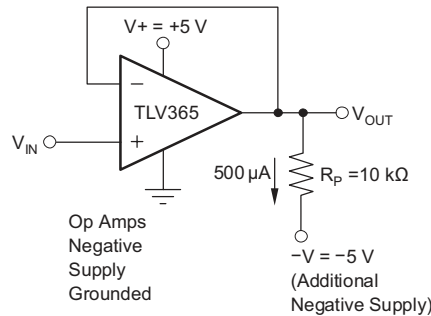 V+ = +5 V
−
TLV365
+
V_IN
V_OUT
500 µA
R_P =10 kΩ
Op Amps
Negative
Supply
Grounded
−V = −5 V
(Additional
Negative Supply)